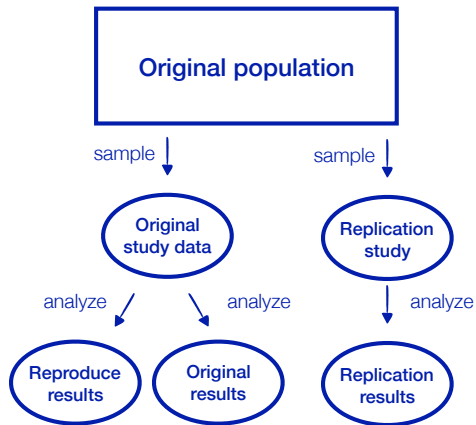 Original population
sample
sample
Original
study data
Replication
study
analyze
analyze
analyze
Reproduce
results
Original
results
Replication
results